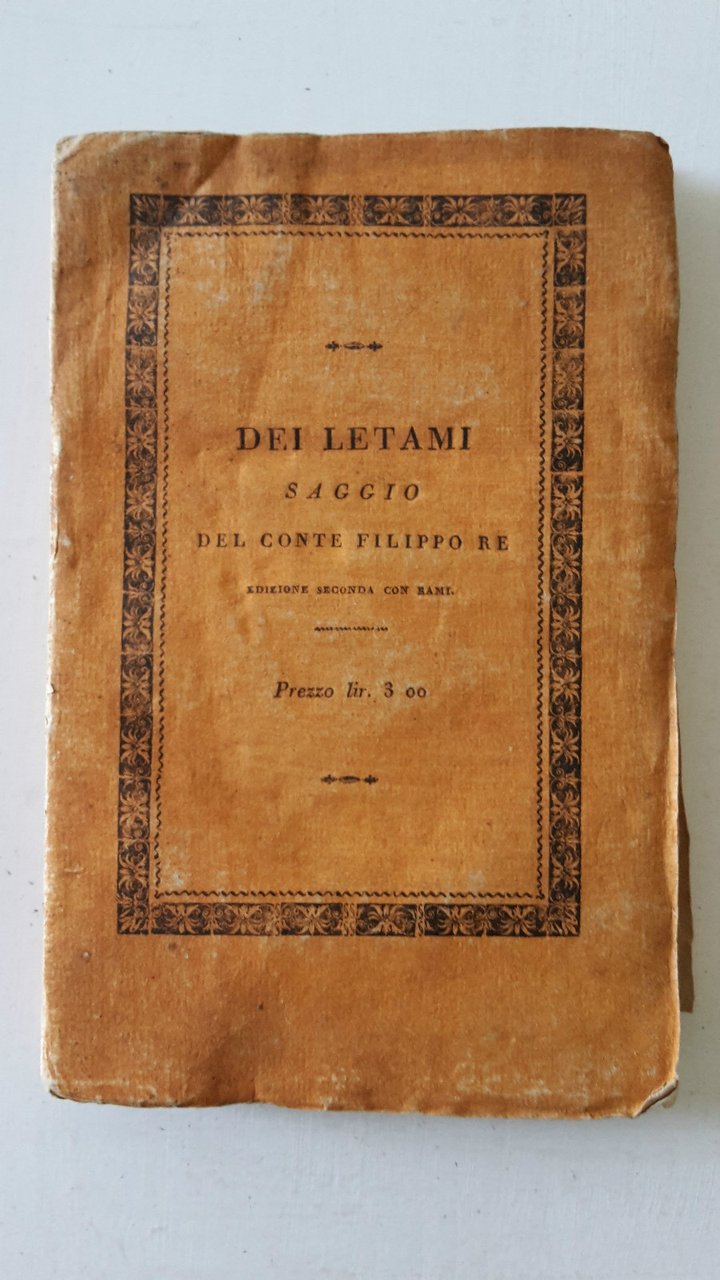 DEI LETAMI
SAGGIO
DEL CONTE FILIPPO RE
EDIZIONE SECONDA CON RAMI.
Prezzo lir. 3 00